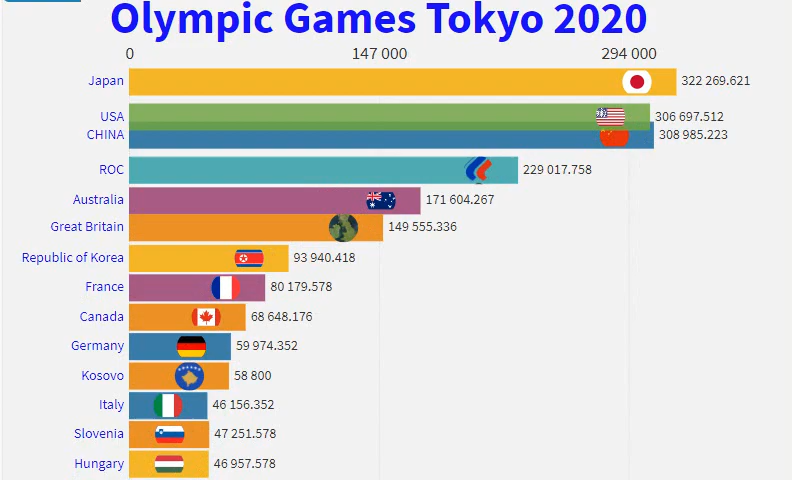 Olympic Games Tokyo 2020
0 147 000 294 000
Japan 322 269.621
USA 306 697.512
CHINA 308 985.223
ROC 229 017.758
Australia 171 604.267
Great Britain 149 555.336
Republic of Korea 93 940.418
France 80 179.578
Canada 68 648.176
Germany 59 974.352
Kosovo 58 800
Italy 46 156.352
Slovenia 47 251.578
Hungary 46 957.578